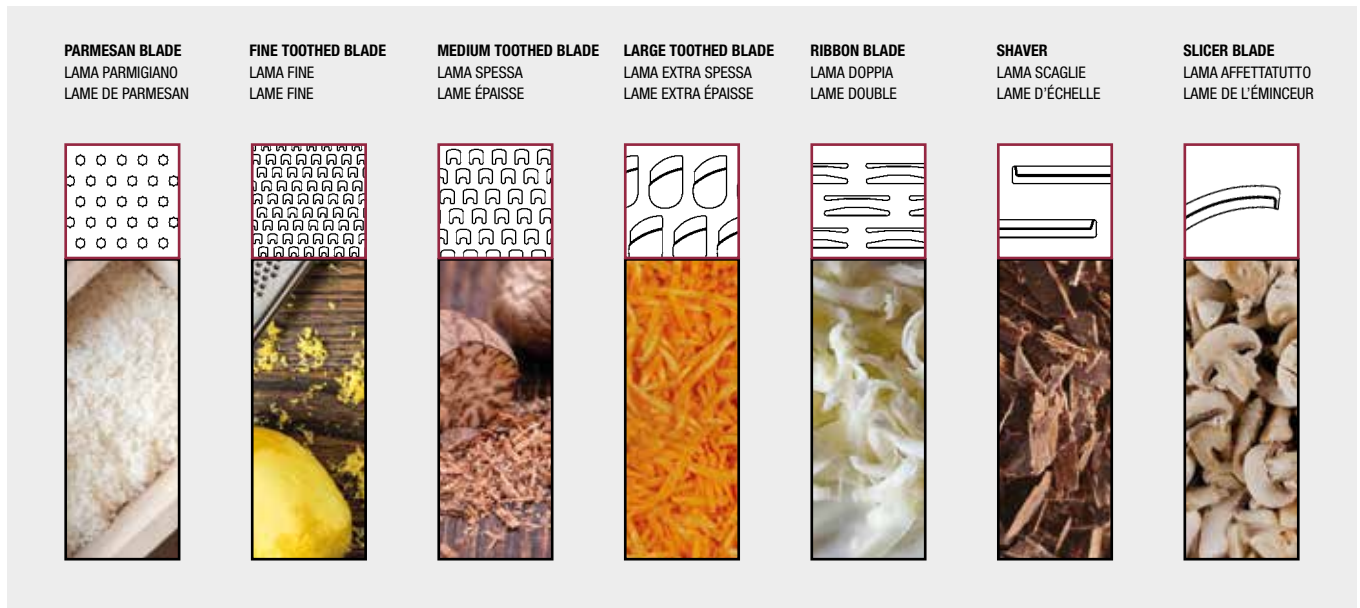 PARMESAN BLADE
LAMA PARMIGIANO
LAME DE PARMESAN
FINE TOOTHED BLADE
LAMA FINE
LAME FINE
MEDIUM TOOTHED BLADE
LAMA SPESSA
LAME ÉPAISSE
LARGE TOOTHED BLADE
LAMA EXTRA SPESSA
LAME EXTRA ÉPAISSE
RIBBON BLADE
LAMA DOPPIA
LAME DOUBLE
SHAVER
LAMA SCAGLIE
LAME D'ÉCHELLE
SLICER BLADE
LAMA AFFETTATUTTO
LAME DE L'ÉMINCEUR